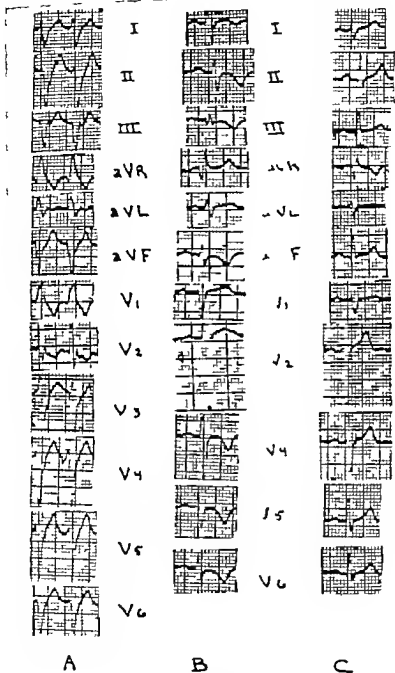 I I
II II
III III
aVR
aVL
aVF F
V₁
V₂
V₃
V₄ V₄
V₅
V₆ V₆
A B C